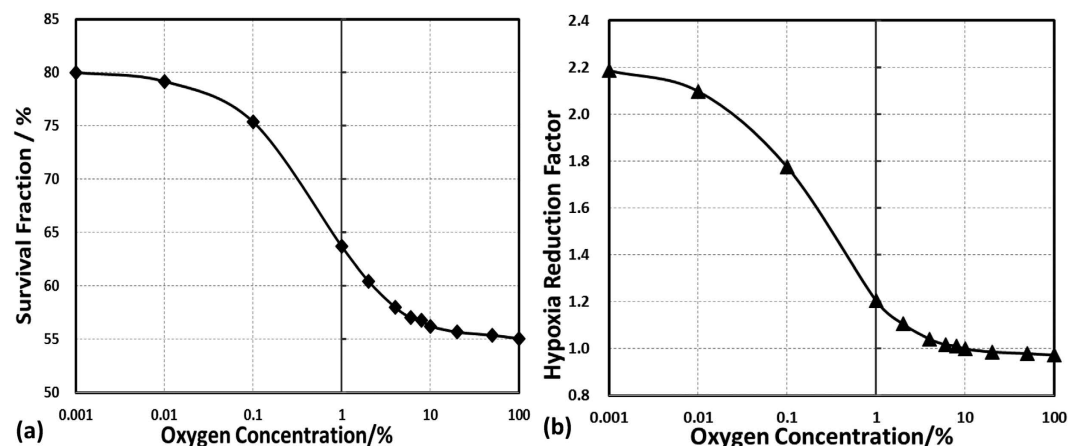 85
80
75
70
65
60
55
50
Survival Fraction / %
0.001 0.01 0.1 1 10 100
(a) Oxygen Concentration/%
2.4
2.2
2.0
1.8
1.6
1.4
1.2
1.0
0.8
Hypoxia Reduction Factor
0.001 0.01 0.1 1 10 100
(b) Oxygen Concentration/%